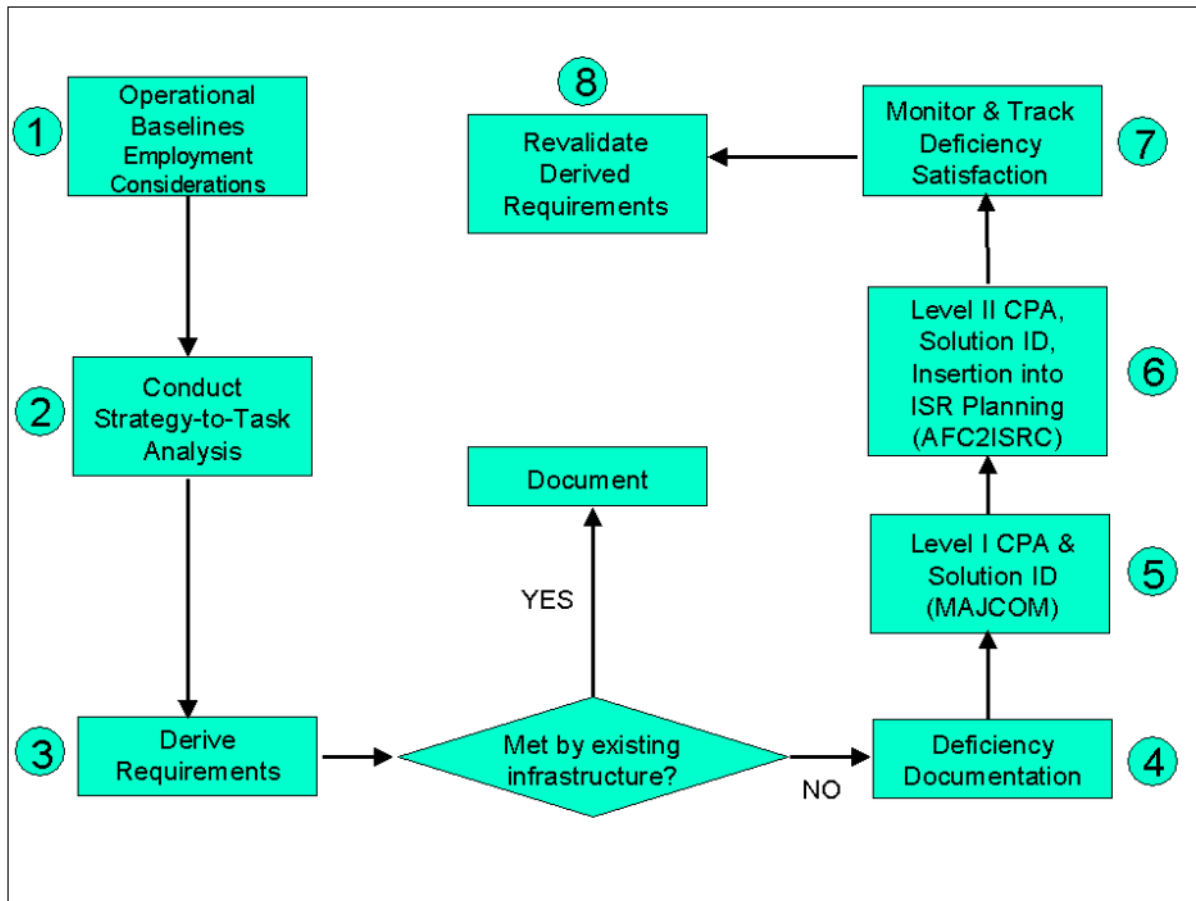 1
Operational
Baselines
Employment
Considerations
2
Conduct
Strategy-to-Task
Analysis
3
Derive
Requirements
Met by existing
infrastructure?
YES
Document
NO
4
Deficiency
Documentation
5
Level I CPA &
Solution ID
(MAJCOM)
6
Level II CPA,
Solution ID,
Insertion into
ISR Planning
(AFC2ISRC)
7
Monitor & Track
Deficiency
Satisfaction
8
Revalidate
Derived
Requirements